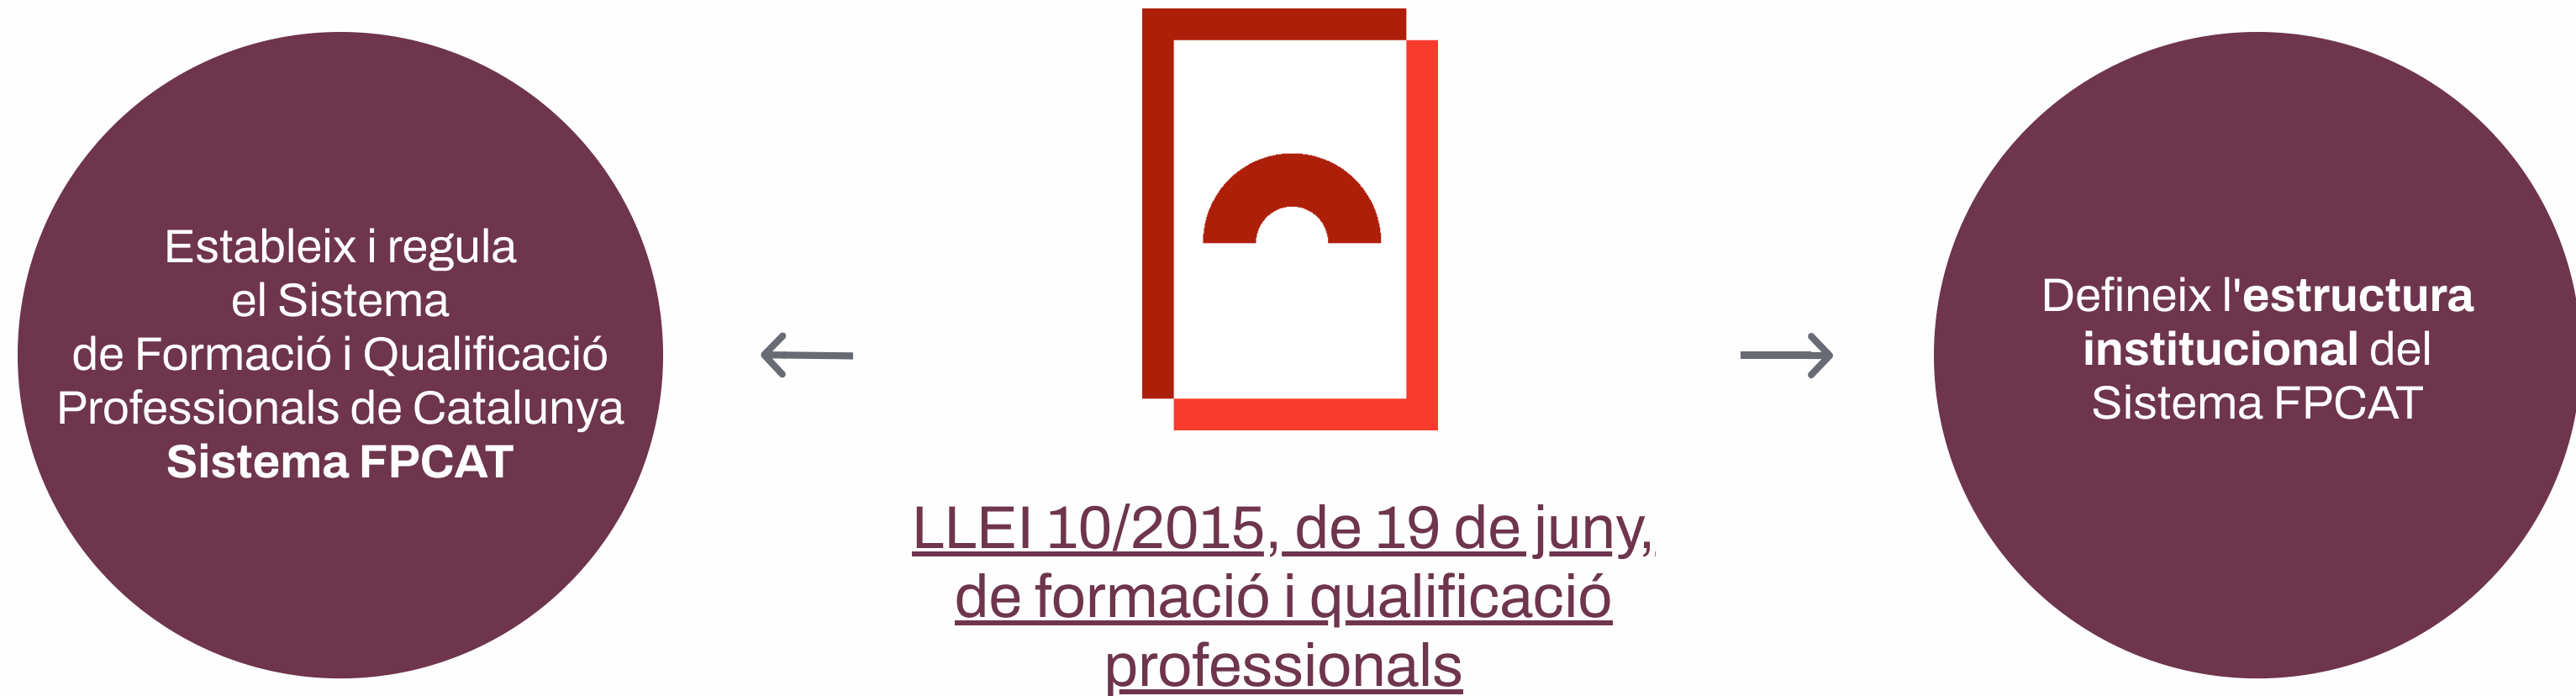 Estableix i regula
el Sistema
de Formació i Qualificació
Professionals de Catalunya
Sistema FPCAT
LLEI 10/2015, de 19 de juny,
de formació i qualificació
professionals
Defineix l'estructura
institucional del
Sistema FPCAT